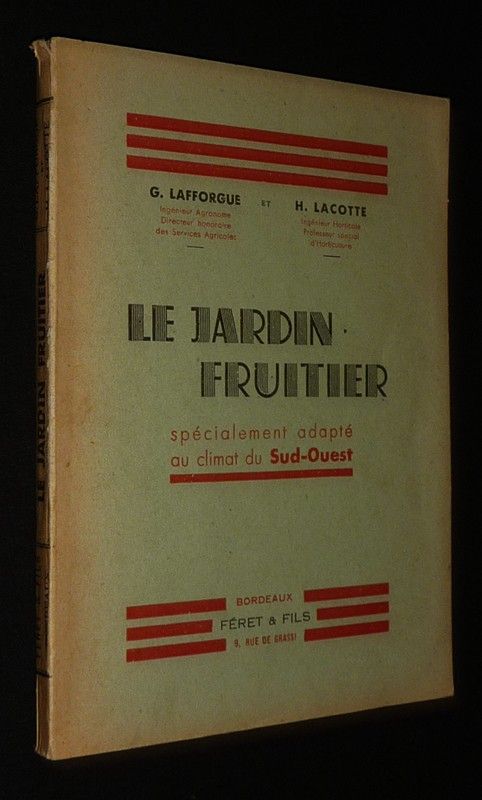 G. LAFFORGUE ET H. LACOTTE
Ingénieur Agronome
Directeur honoraire
des Services Agricoles
Ingénieur Horticole
Professeur spécial
d'Horticulture
LE JARDIN
FRUITIER
spécialement adapté
au climat du Sud-Ouest
BORDEAUX
FÉRET & FILS
9, RUE DE GRASSI
LE JARDIN FRUITIER